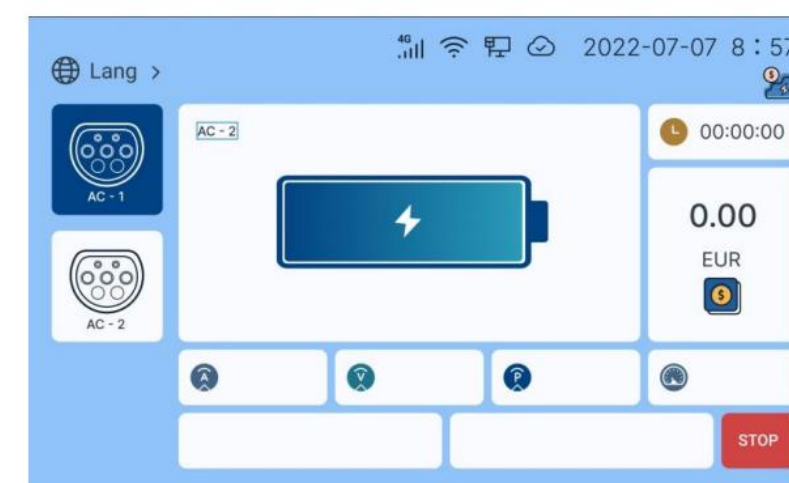 4G
2022-07-07 8 : 57
Lang >
AC - 1
AC - 2
AC - 2
00:00:00
0.00
EUR
A
V
P
STOP